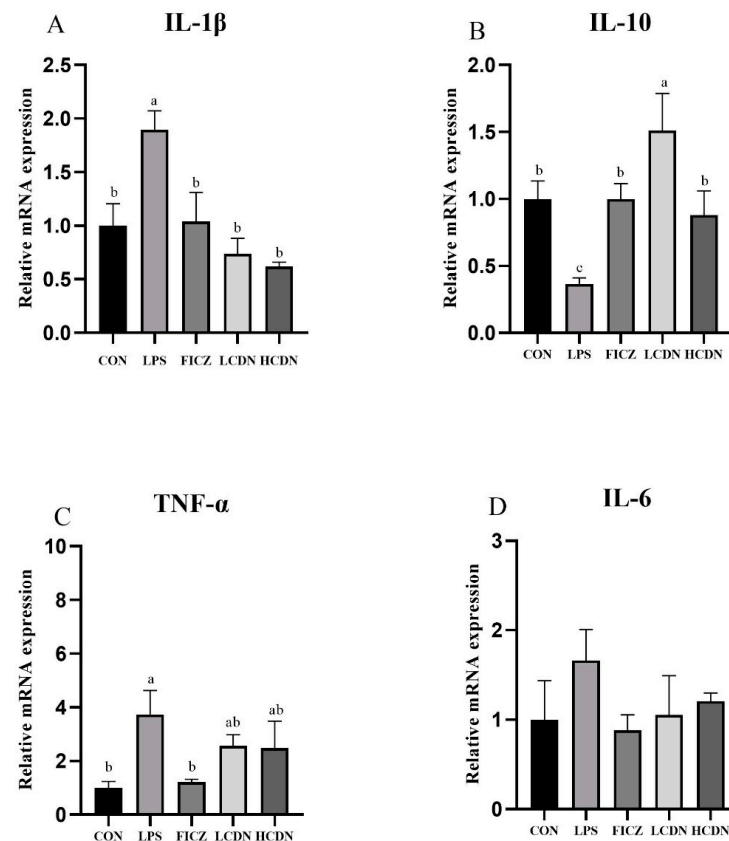 A
IL-1β
Relative mRNA expression
2.5
2.0
1.5
1.0
0.5
0.0
b
a
b
b
b
CON LPS FICZ LCDN HCDN
B
IL-10
Relative mRNA expression
2.0
1.5
1.0
0.5
0.0
b
c
b
a
b
CON LPS FICZ LCDN HCDN
C
TNF-α
Relative mRNA expression
10
8
6
4
2
0
b
a
b
ab
ab
CON LPS FICZ LCDN HCDN
D
IL-6
Relative mRNA expression
3
2
1
0
CON LPS FICZ LCDN HCDN